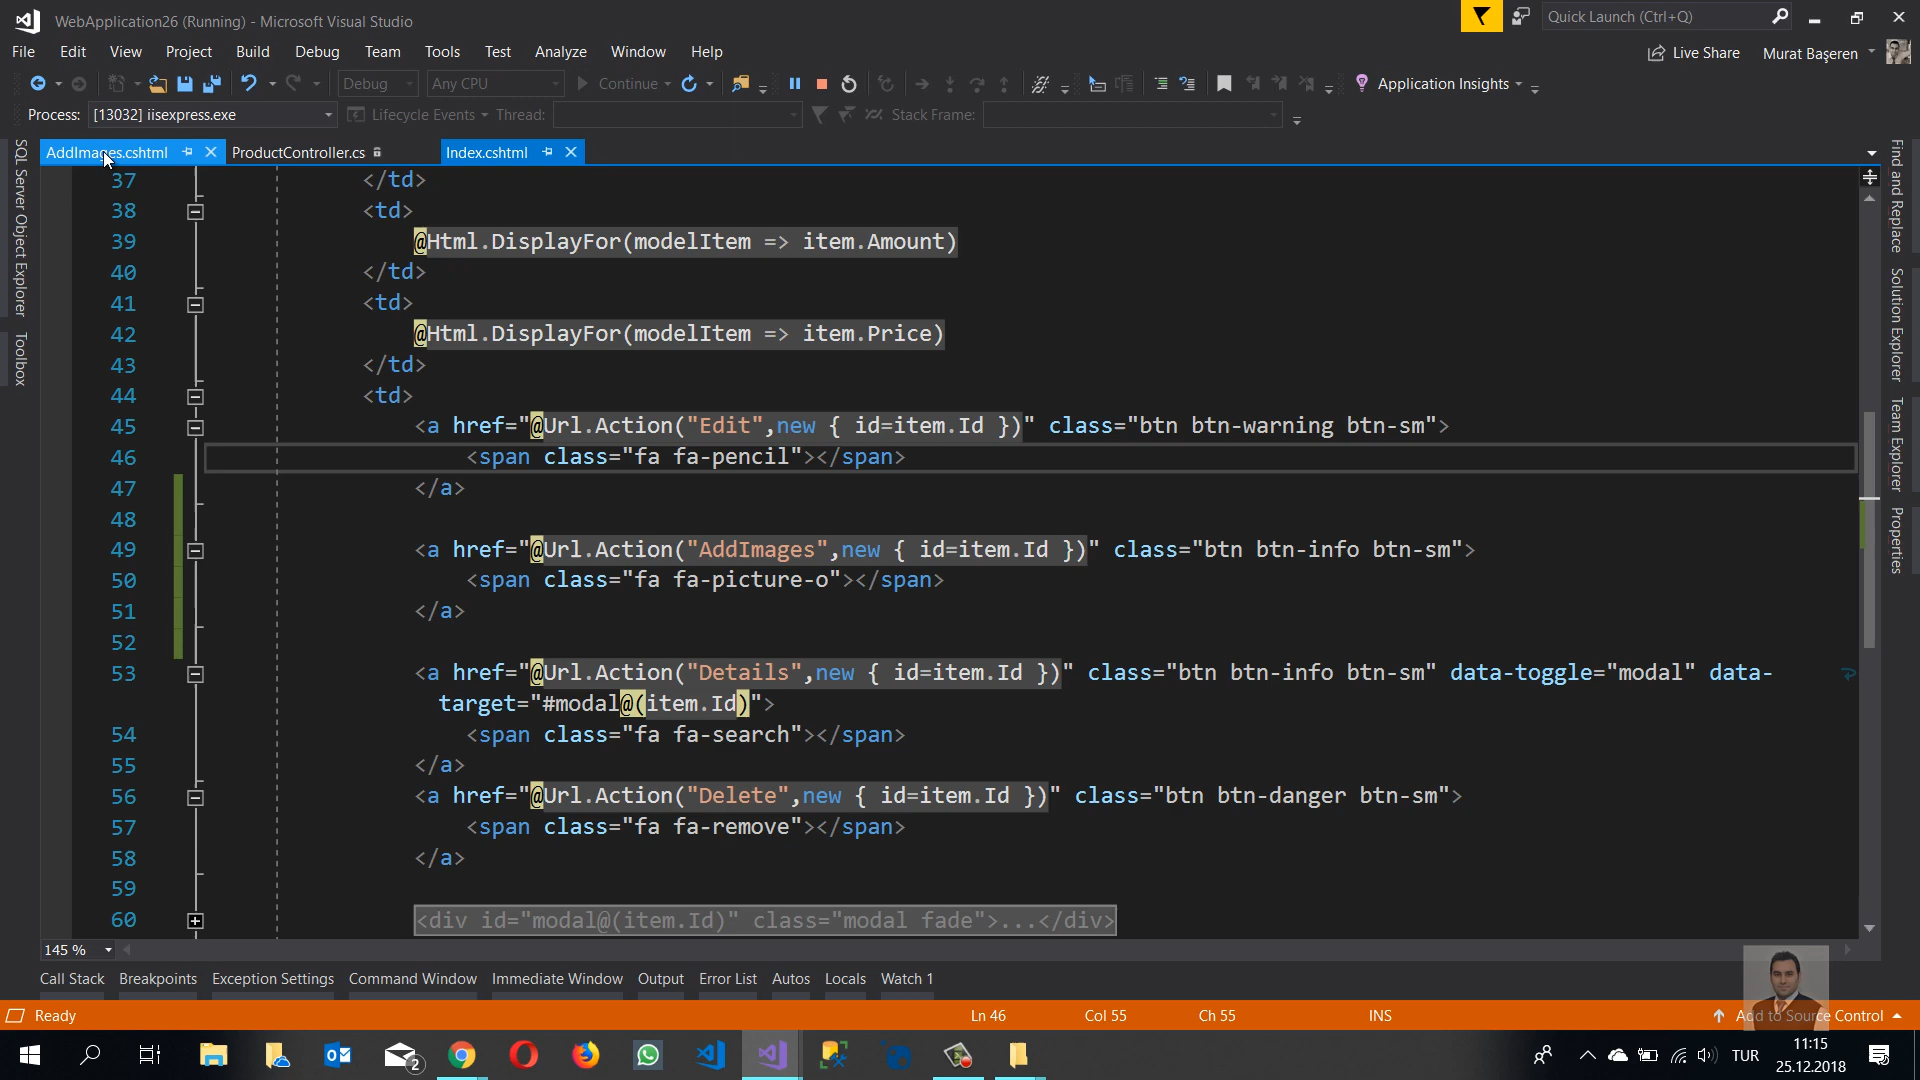 WebApplication26 (Running) - Microsoft Visual Studio
Quick Launch (Ctrl+Q)
File Edit View Project Build Debug Team Tools Test Analyze Window Help
Live Share Murat Başeren
Debug Any CPU Continue Application Insights
Process: [13032] iisexpress.exe Lifecycle Events Thread: Stack Frame:
AddImages.cshtml ProductController.cs Index.cshtml
SQL Server Object Explorer
Toolbox
37 </td>
38 <td>
39 @Html.DisplayFor(modelItem => item.Amount)
40 </td>
41 <td>
42 @Html.DisplayFor(modelItem => item.Price)
43 </td>
44 <td>
45 <a href="@Url.Action("Edit",new { id=item.Id })" class="btn btn-warning btn-sm">
46 <span class="fa fa-pencil"></span>
47 </a>
48
49 <a href="@Url.Action("AddImages",new { id=item.Id })" class="btn btn-info btn-sm">
50 <span class="fa fa-picture-o"></span>
51 </a>
52
53 <a href="@Url.Action("Details",new { id=item.Id })" class="btn btn-info btn-sm" data-toggle="modal" data-
target="#modal@(item.Id)">
54 <span class="fa fa-search"></span>
55 </a>
56 <a href="@Url.Action("Delete",new { id=item.Id })" class="btn btn-danger btn-sm">
57 <span class="fa fa-remove"></span>
58 </a>
59
60 <div id="modal@(item.Id)" class="modal fade">...</div>
Find and Replace
Solution Explorer
Team Explorer
Properties
145 %
Call Stack Breakpoints Exception Settings Command Window Immediate Window Output Error List Autos Locals Watch 1
Ready Ln 46 Col 55 Ch 55 INS Add to Source Control
2
TUR
11:15
25.12.2018